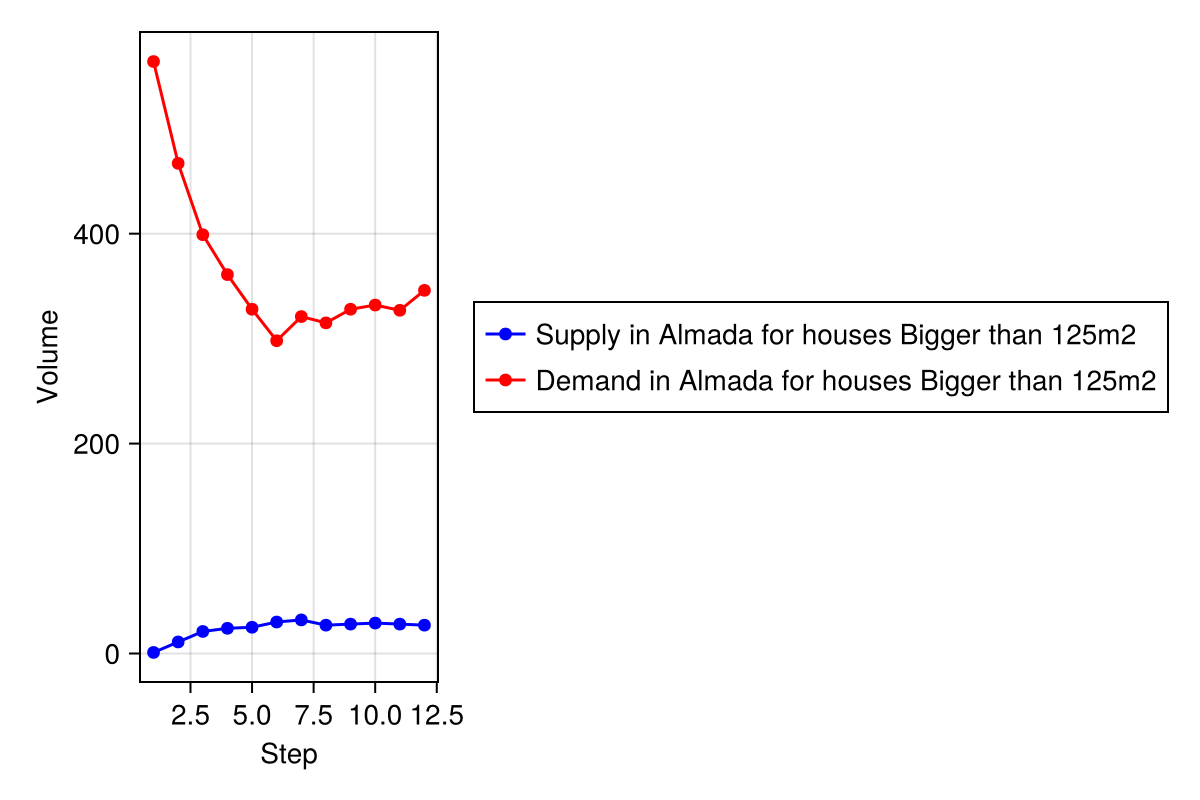 400
200
0
Volume
2.5 5.0 7.5 10.0 12.5
Step
Supply in Almada for houses Bigger than 125m2
Demand in Almada for houses Bigger than 125m2